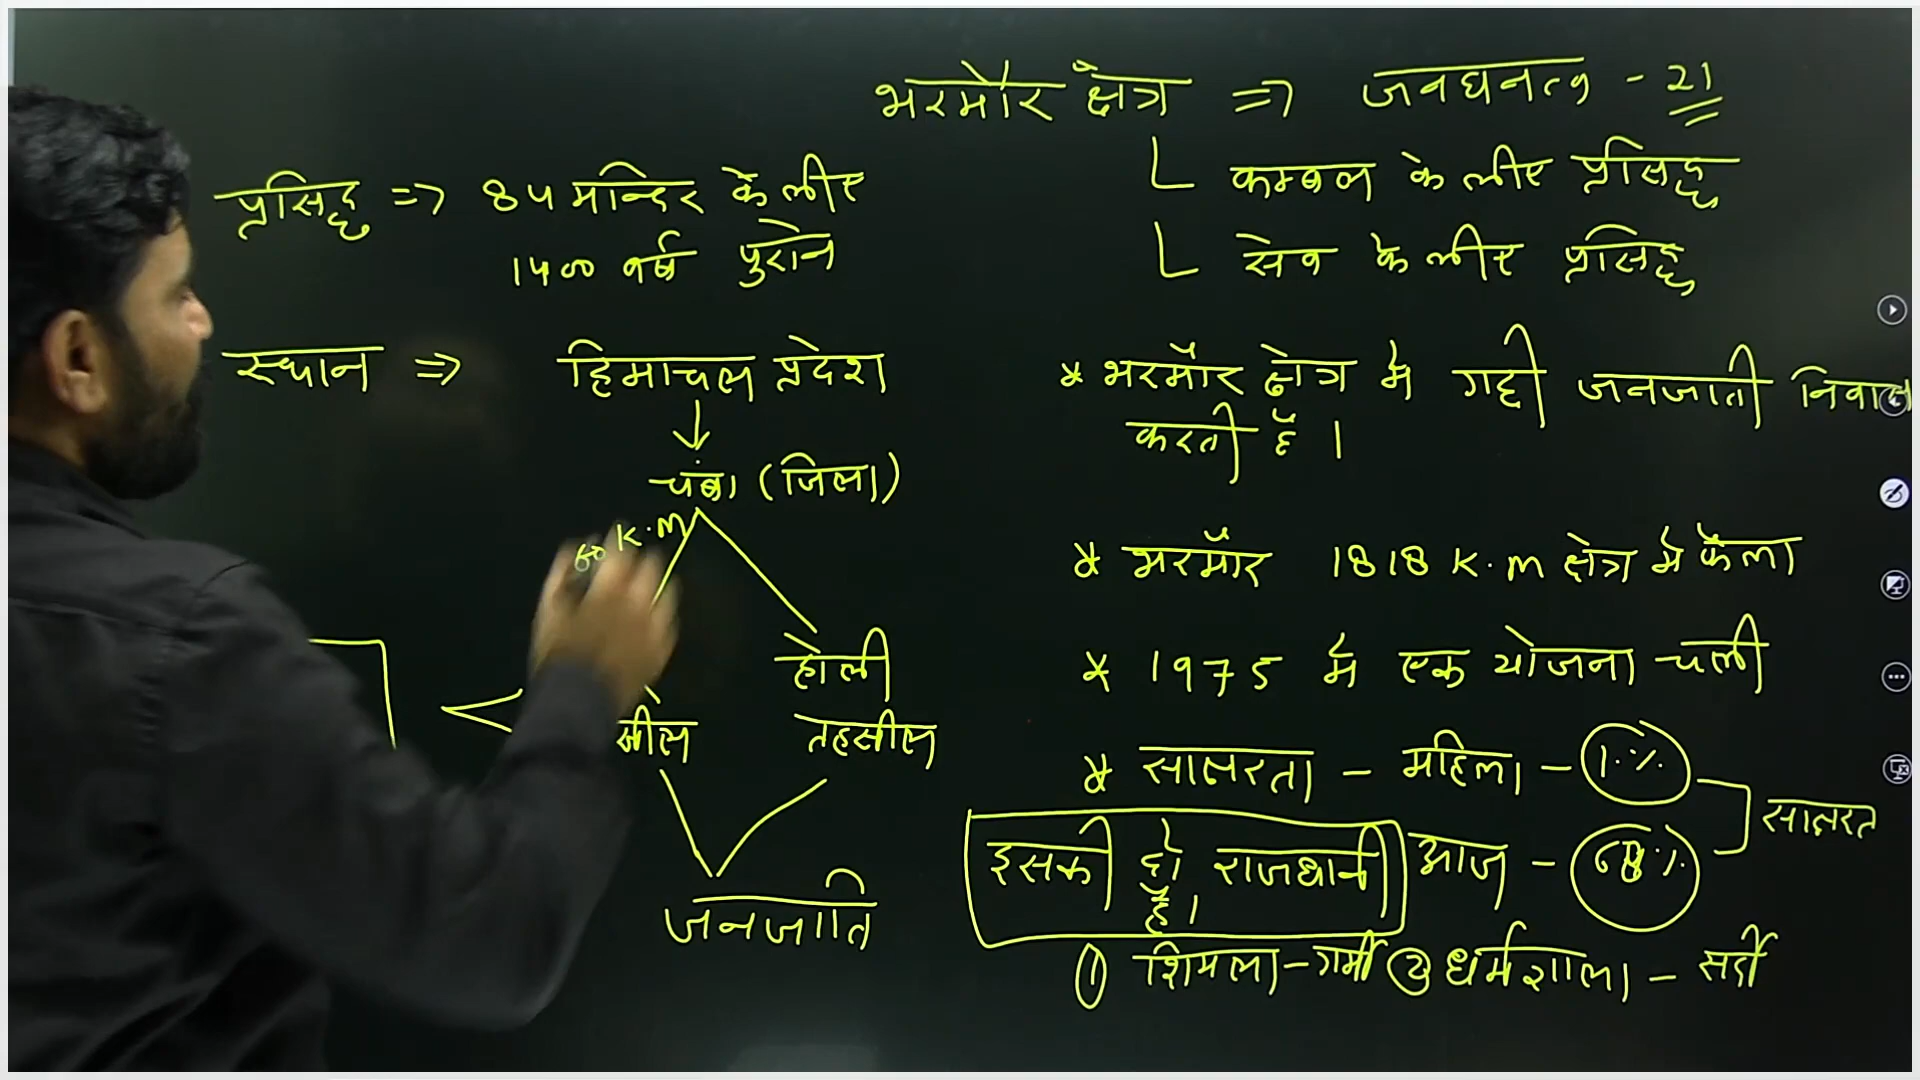 भरमौर क्षेत्र => जनघनत्व - 21
कम्बल के लीए प्रसिद्ध
सेव के लीए प्रसिद्ध
प्रसिद्ध => 84 मन्दिर के लीए
1400 वर्ष पुराने
स्थान => हिमाचल प्रदेश
↓
चंबा (जिला)
60 K.m
होली
सील तहसील
जनजाति
* भरमौर क्षेत्र मे गद्दी जनजाती निवास
करती है।
* भरमौर 1818 K.m क्षेत्र मे फैला
* 1975 मे एक योजना चली
* साक्षरता - महिला - 1%
साक्षरत
इसकी दो राजधानी
है।
आज -
① शिमला - गर्मी ② धर्मशाला - सर्दी